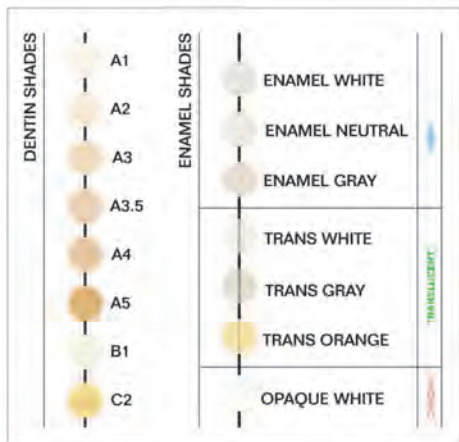 DENTIN SHADES
A1
A2
A3
A3.5
A4
A5
B1
C2
ENAMEL SHADES
ENAMEL WHITE
ENAMEL NEUTRAL
ENAMEL GRAY
TRANS WHITE
TRANS GRAY
TRANS ORANGE
OPAQUE WHITE
TRANSLUCENT